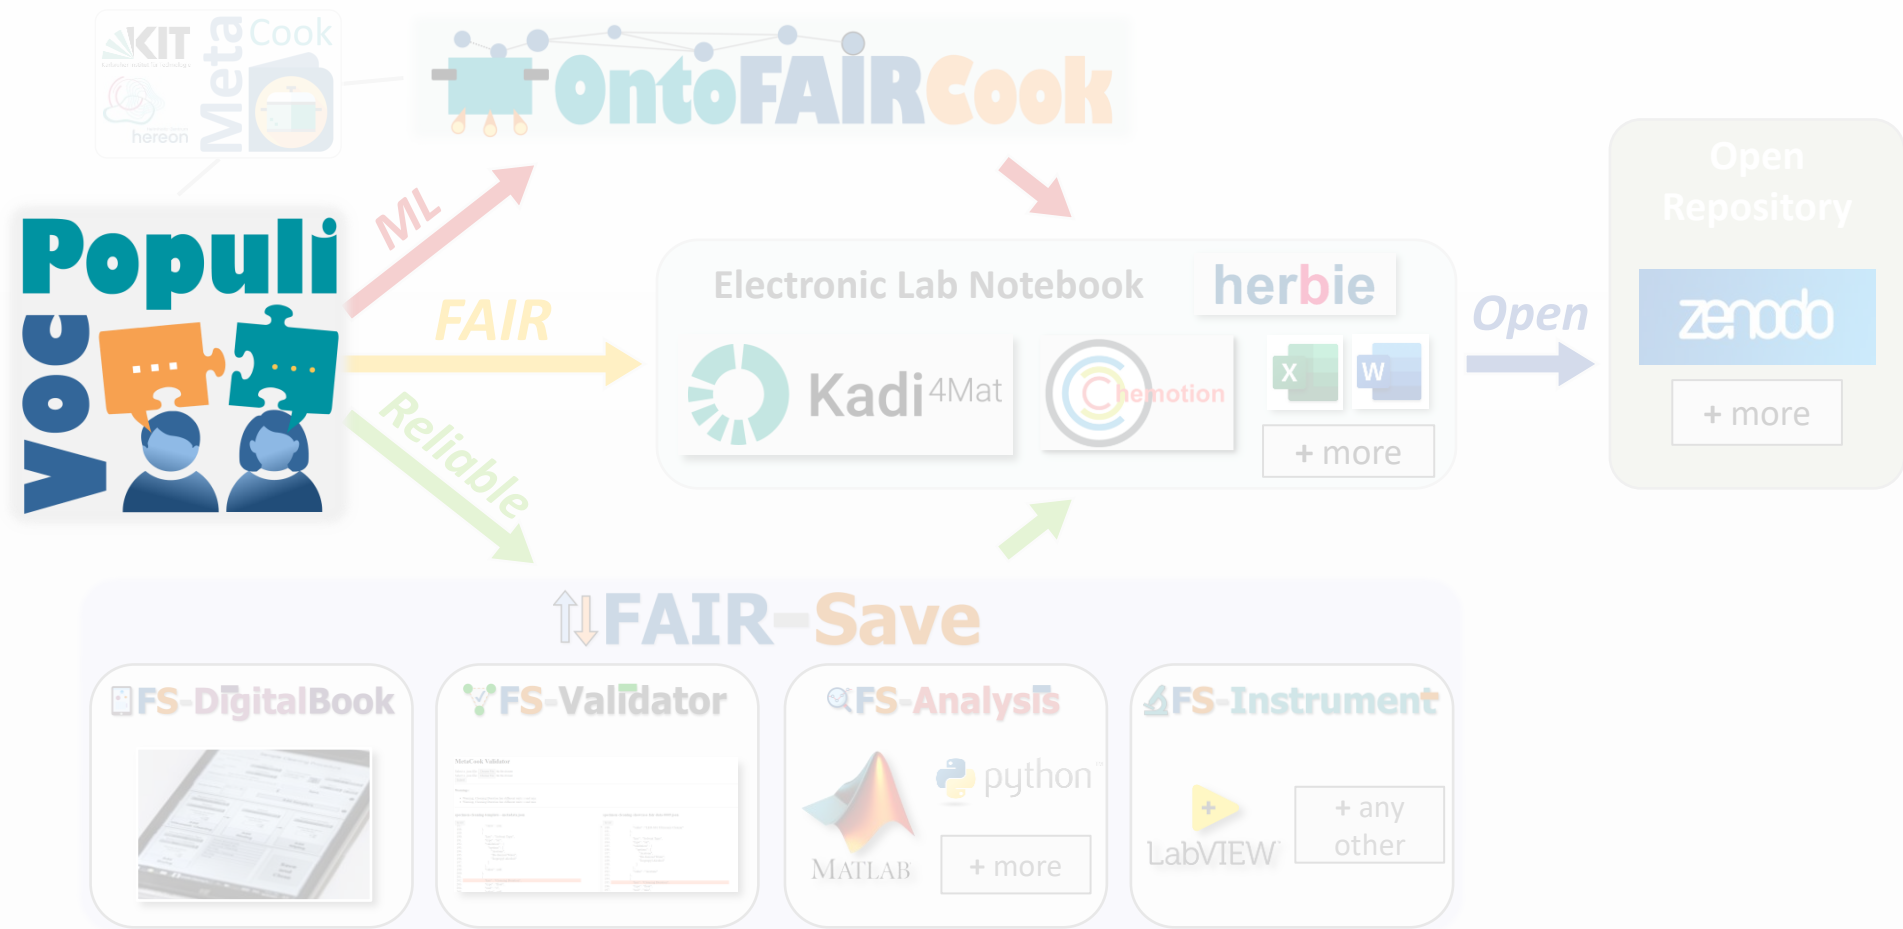 KIT
Meta
Cook
hereon
OntoFAIRCook
Voc
Populi
ML
FAIR
Reliable
Electronic Lab Notebook
herbie
Kadi4Mat
Chemotion
X
W
+ more
Open
Open
Repository
zenodo
+ more
FAIR-Save
FS-DigitalBook
FS-Validator
MetaCook Validator
FS-Analysis
MATLAB
python
+ more
FS-Instrument
LabVIEW
+ any
other